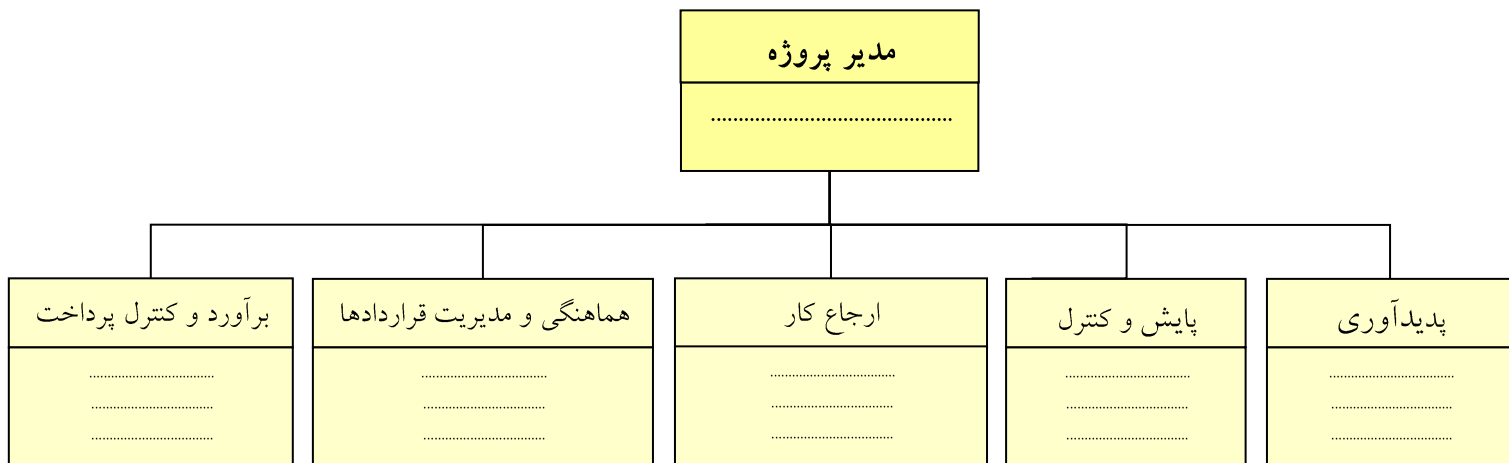 مدیر پروژه
............................................
پدیدآوری
پایش و کنترل
ارجاع کار
هماهنگی و مدیریت قراردادها
برآورد و کنترل پرداخت